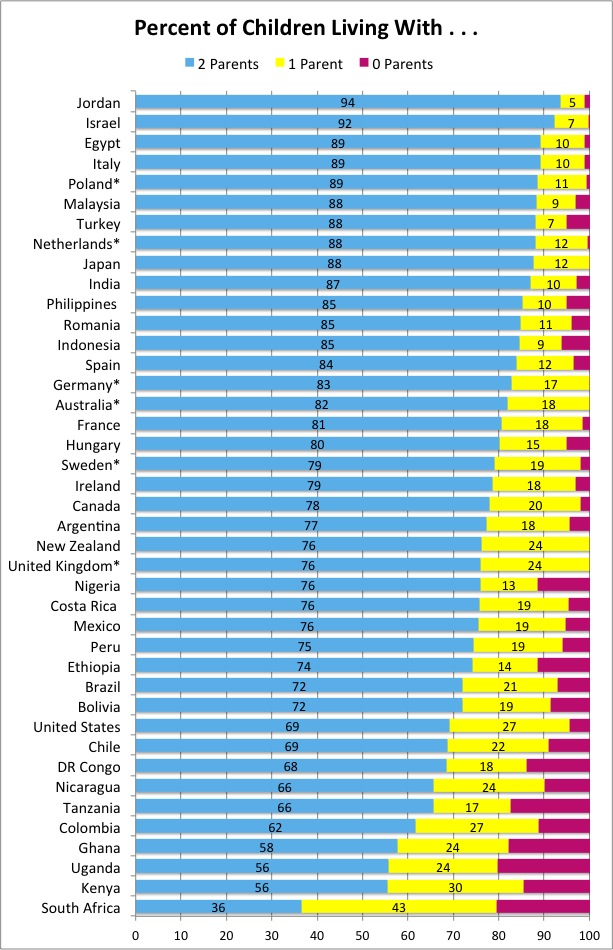 Percent of Children Living With . . .
2 Parents 1 Parent 0 Parents
Jordan 94 5
Israel 92 7
Egypt 89 10
Italy 89 10
Poland* 89 11
Malaysia 88 9
Turkey 88 7
Netherlands* 88 12
Japan 88 12
India 87 10
Philippines 85 10
Romania 85 11
Indonesia 85 9
Spain 84 12
Germany* 83 17
Australia* 82 18
France 81 18
Hungary 80 15
Sweden* 79 19
Ireland 79 18
Canada 78 20
Argentina 77 18
New Zealand 76 24
United Kingdom* 76 24
Nigeria 76 13
Costa Rica 76 19
Mexico 76 19
Peru 75 19
Ethiopia 74 14
Brazil 72 21
Bolivia 72 19
United States 69 27
Chile 69 22
DR Congo 68 18
Nicaragua 66 24
Tanzania 66 17
Colombia 62 27
Ghana 58 24
Uganda 56 24
Kenya 56 30
South Africa 36 43
0 10 20 30 40 50 60 70 80 90 100